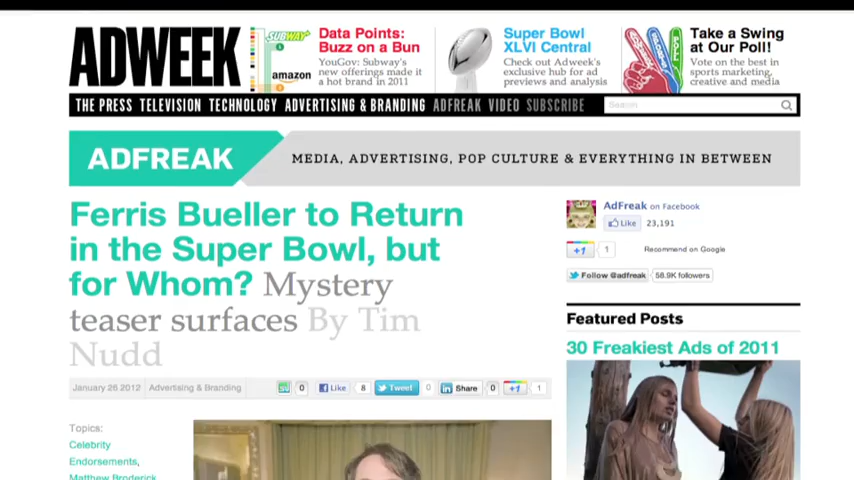 ADWEEK
SUBWAY
amazon
Data Points:
Buzz on a Bun
YouGov: Subway's
new offerings made it
a hot brand in 2011
Super Bowl
XLVI Central
Check out Adweek's
exclusive hub for ad
previews and analysis
Take a Swing
at Our Poll!
Vote on the best in
sports marketing,
creative and media
THE PRESS TELEVISION TECHNOLOGY ADVERTISING & BRANDING ADFREAK VIDEO SUBSCRIBE
Search
ADFREAK
MEDIA, ADVERTISING, POP CULTURE & EVERYTHING IN BETWEEN
Ferris Bueller to Return
in the Super Bowl, but
for Whom? Mystery
teaser surfaces By Tim
Nudd
January 26 2012 Advertising & Branding
0 Like 8 Tweet 0 Share 0 +1 1
Topics:
Celebrity
Endorsements,
Matthew Broderick
AdFreak on Facebook
Like 23,191
+1 1 Recommend on Google
Follow @adfreak 58.9K followers
Featured Posts
30 Freakiest Ads of 2011